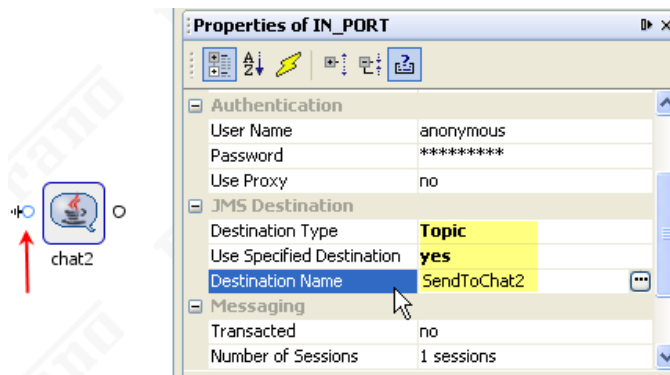 Properties of IN_PORT
Authentication
User Name anonymous
Password *********
Use Proxy no
JMS Destination
Destination Type Topic
Use Specified Destination yes
Destination Name SendToChat2
Messaging
Transacted no
Number of Sessions 1 sessions
chat2